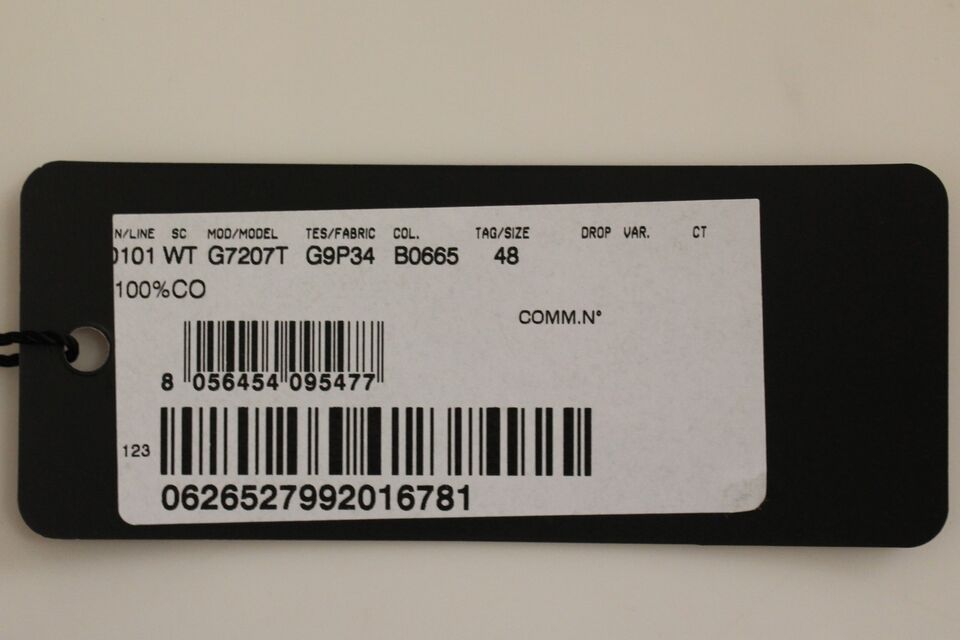 N/LINE SC MOD/MODEL TES/FABRIC COL. TAG/SIZE DROP VAR. CT
0101 WT G7207T G9P34 B0665 48
100%CO
COMM.N°
8 056454 095477
123
0626527992016781